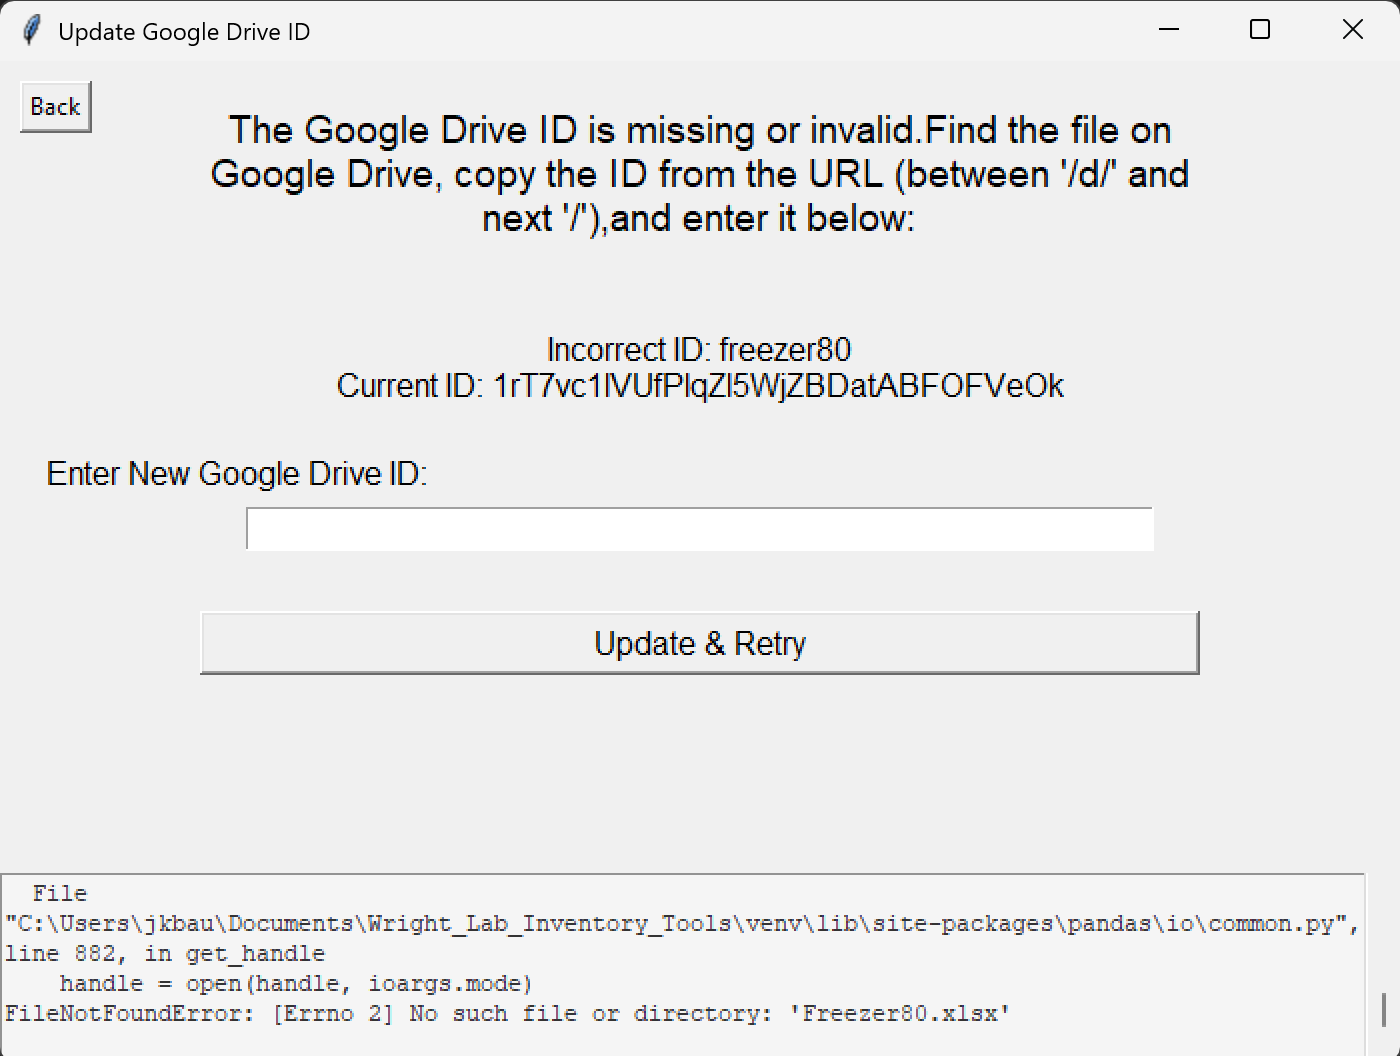 Update Google Drive ID
Back
The Google Drive ID is missing or invalid.Find the file on
Google Drive, copy the ID from the URL (between '/d/' and
next '/'),and enter it below:
Incorrect ID: freezer80
Current ID: 1rT7vc1lVUfPlqZl5WjZBDatABFOFVeOk
Enter New Google Drive ID:
Update & Retry
File
"C:\Users\jkbau\Documents\Wright_Lab_Inventory_Tools\venv\lib\site-packages\pandas\io\common.py",
line 882, in get_handle
handle = open(handle, ioargs.mode)
FileNotFoundError: [Errno 2] No such file or directory: 'Freezer80.xlsx'